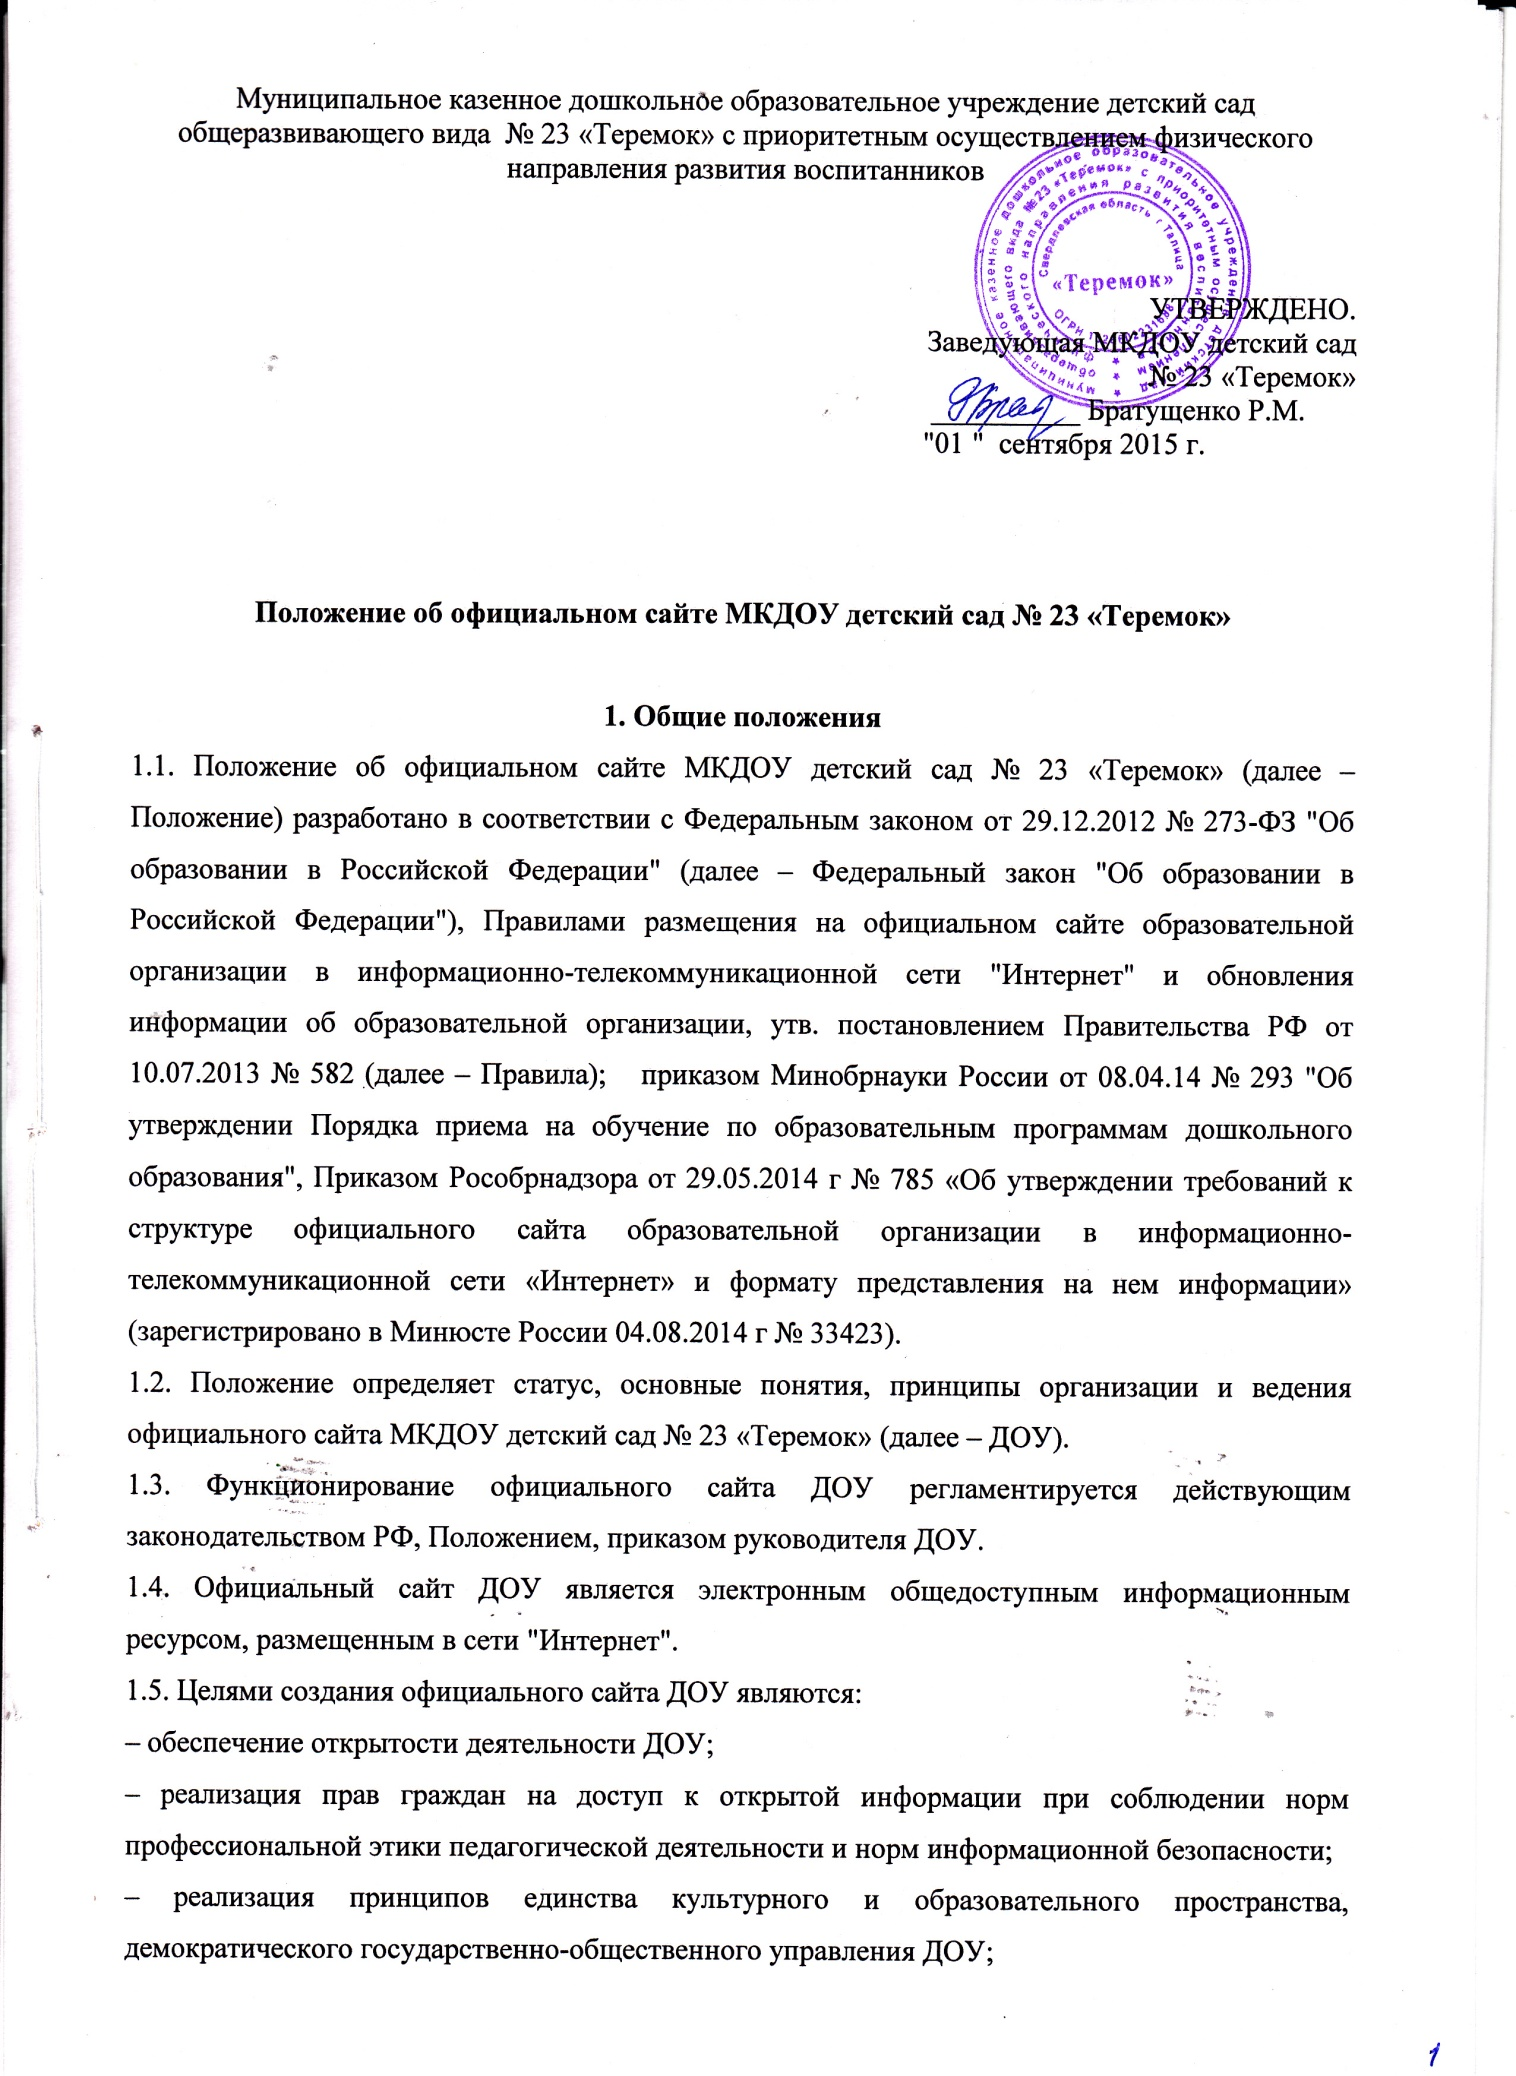 Муниципальное казенное дошкольное образовательное учреждение детский сад
общеразвивающего вида № 23 «Теремок» с приоритетным осуществлением физического
направления развития воспитанников
Свердловская область г Талица
«Теремок»
УТВЕРЖДЕНО.
Заведующая МКДОУ детский сад
№ 23 «Теремок»
___________ Братущенко Р.М.
"01 " сентября 2015 г.
Положение об официальном сайте МКДОУ детский сад № 23 «Теремок»
1. Общие положения
1.1. Положение об официальном сайте МКДОУ детский сад № 23 «Теремок» (далее –
Положение) разработано в соответствии с Федеральным законом от 29.12.2012 № 273-ФЗ "Об
образовании в Российской Федерации" (далее – Федеральный закон "Об образовании в
Российской Федерации"), Правилами размещения на официальном сайте образовательной
организации в информационно-телекоммуникационной сети "Интернет" и обновления
информации об образовательной организации, утв. постановлением Правительства РФ от
10.07.2013 № 582 (далее – Правила); приказом Минобрнауки России от 08.04.14 № 293 "Об
утверждении Порядка приема на обучение по образовательным программам дошкольного
образования", Приказом Рособрнадзора от 29.05.2014 г № 785 «Об утверждении требований к
структуре официального сайта образовательной организации в информационно-
телекоммуникационной сети «Интернет» и формату представления на нем информации»
(зарегистрировано в Минюсте России 04.08.2014 г № 33423).
1.2. Положение определяет статус, основные понятия, принципы организации и ведения
официального сайта МКДОУ детский сад № 23 «Теремок» (далее – ДОУ).
1.3. Функционирование официального сайта ДОУ регламентируется действующим
законодательством РФ, Положением, приказом руководителя ДОУ.
1.4. Официальный сайт ДОУ является электронным общедоступным информационным
ресурсом, размещенным в сети "Интернет".
1.5. Целями создания официального сайта ДОУ являются:
– обеспечение открытости деятельности ДОУ;
– реализация прав граждан на доступ к открытой информации при соблюдении норм
профессиональной этики педагогической деятельности и норм информационной безопасности;
– реализация принципов единства культурного и образовательного пространства,
демократического государственно-общественного управления ДОУ;
1